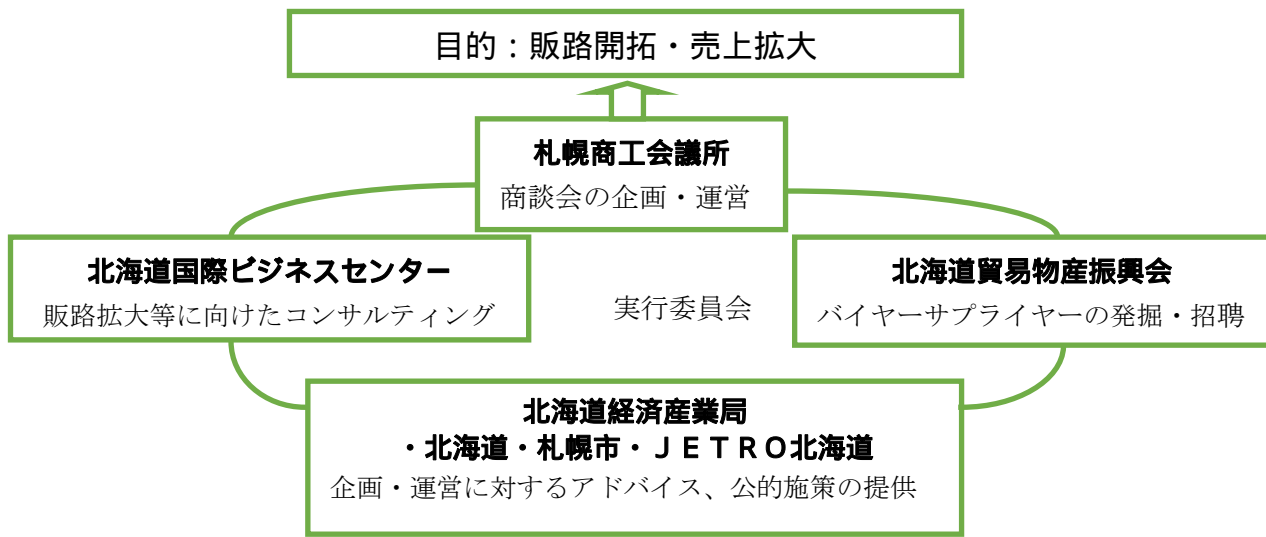 目的：販路開拓・売上拡大
札幌商工会議所
商談会の企画・運営
北海道国際ビジネスセンター
販路拡大等に向けたコンサルティング
実行委員会
北海道貿易物産振興会
バイヤーサプライヤーの発掘・招聘
北海道経済産業局
・北海道・札幌市・ＪＥＴＲＯ北海道
企画・運営に対するアドバイス、公的施策の提供